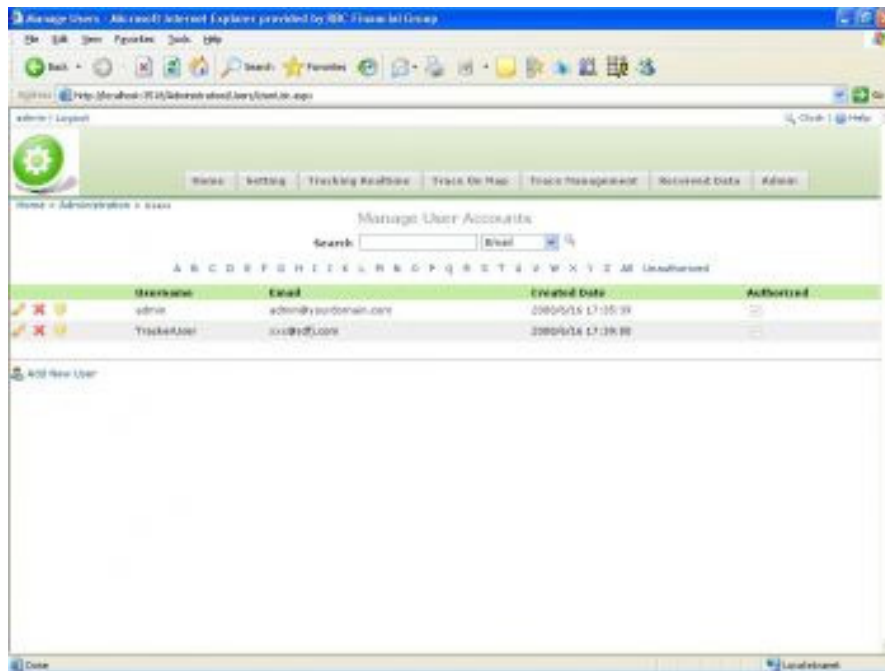 Manage Users - Microsoft Internet Explorer provided by RBC Financial Group
File Edit View Favorites Tools Help
Back Search Favorites
admin | Logout
Help
Home Setting Tracking Realtime Trace On Map Trace Management Received Data Admin
Home > Administration > Users
Manage User Accounts
Search Email
A B C D E F G H I J K L M N O P Q R S T U V W X Y Z All Unauthorized
Username Email Created Date Authorized
admin admin@yourdomain.com
TrackerUser
Add New User
Done Local intranet